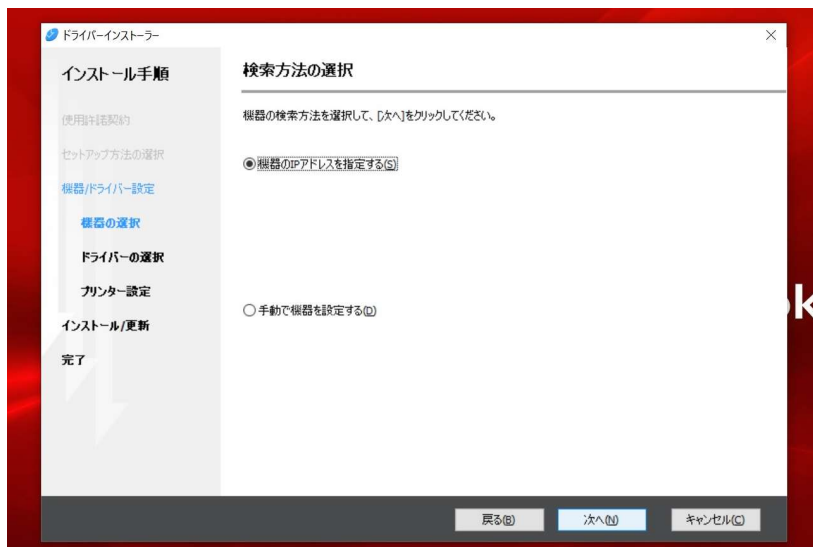 ドライバーインストーラー
インストール手順
検索方法の選択
使用許諾契約
機器の検索方法を選択して、[次へ]をクリックしてください。
セットアップ方法の選択
機器のIPアドレスを指定する(S)
機器/ドライバー設定
機器の選択
ドライバーの選択
プリンター設定
手動で機器を設定する(D)
インストール/更新
完了
戻る(B)
次へ(N)
キャンセル(C)